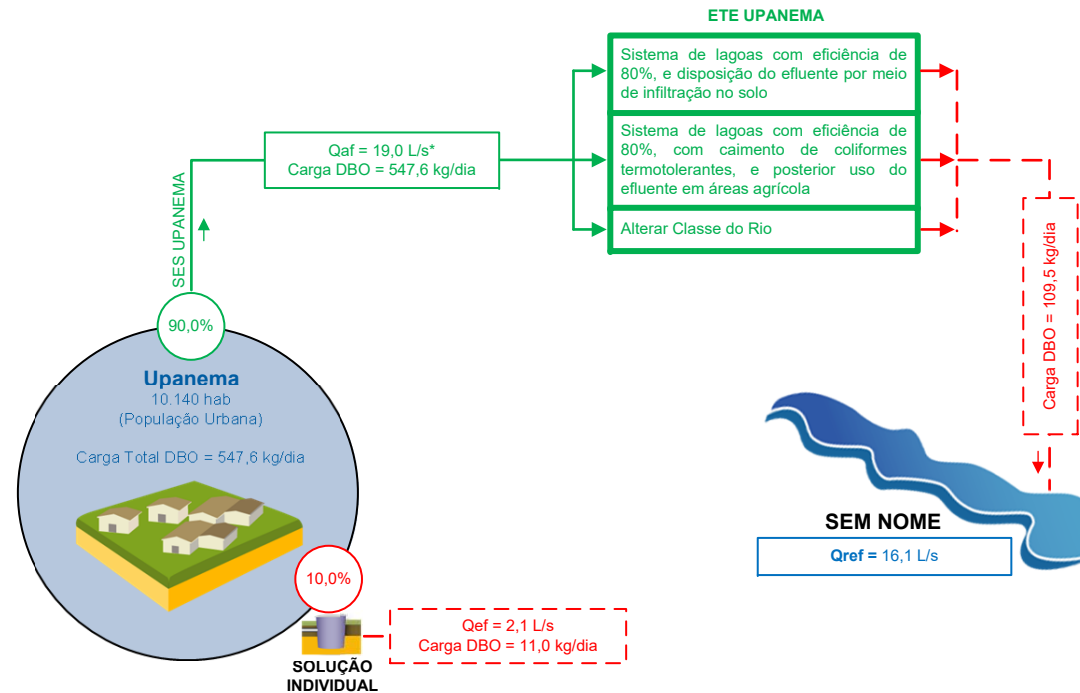 ETE UPANEMA
Sistema de lagoas com eficiência de
80%, e disposição do efluente por meio
de infiltração no solo
Sistema de lagoas com eficiência de
80%, com caimento de coliformes
termotolerantes, e posterior uso do
efluente em áreas agrícola
Alterar Classe do Rio
Qaf = 19,0 L/s*
Carga DBO = 547,6 kg/dia
SES UPANEMA
90,0%
Upanema
10.140 hab
(População Urbana)
Carga Total DBO = 547,6 kg/dia
10,0%
SOLUÇÃO
INDIVIDUAL
Qef = 2,1 L/s
Carga DBO = 11,0 kg/dia
Carga DBO = 109,5 kg/dia
SEM NOME
Qref = 16,1 L/s